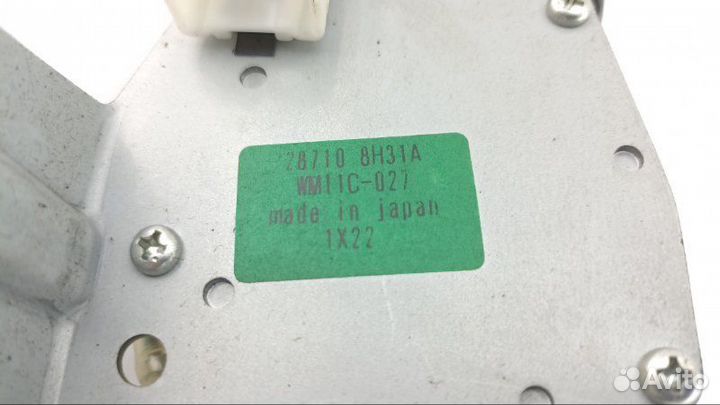 28710 8H31A
WM11C-027
made in japan
1X22
Avito